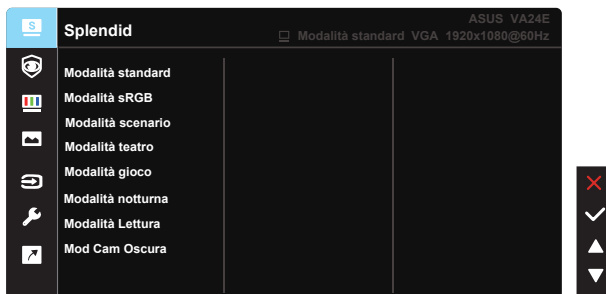 S
Splendid
ASUS VA24E
Modalità standard VGA 1920x1080@60Hz
Modalità standard
Modalità sRGB
Modalità scenario
Modalità teatro
Modalità gioco
Modalità notturna
Modalità Lettura
Mod Cam Oscura